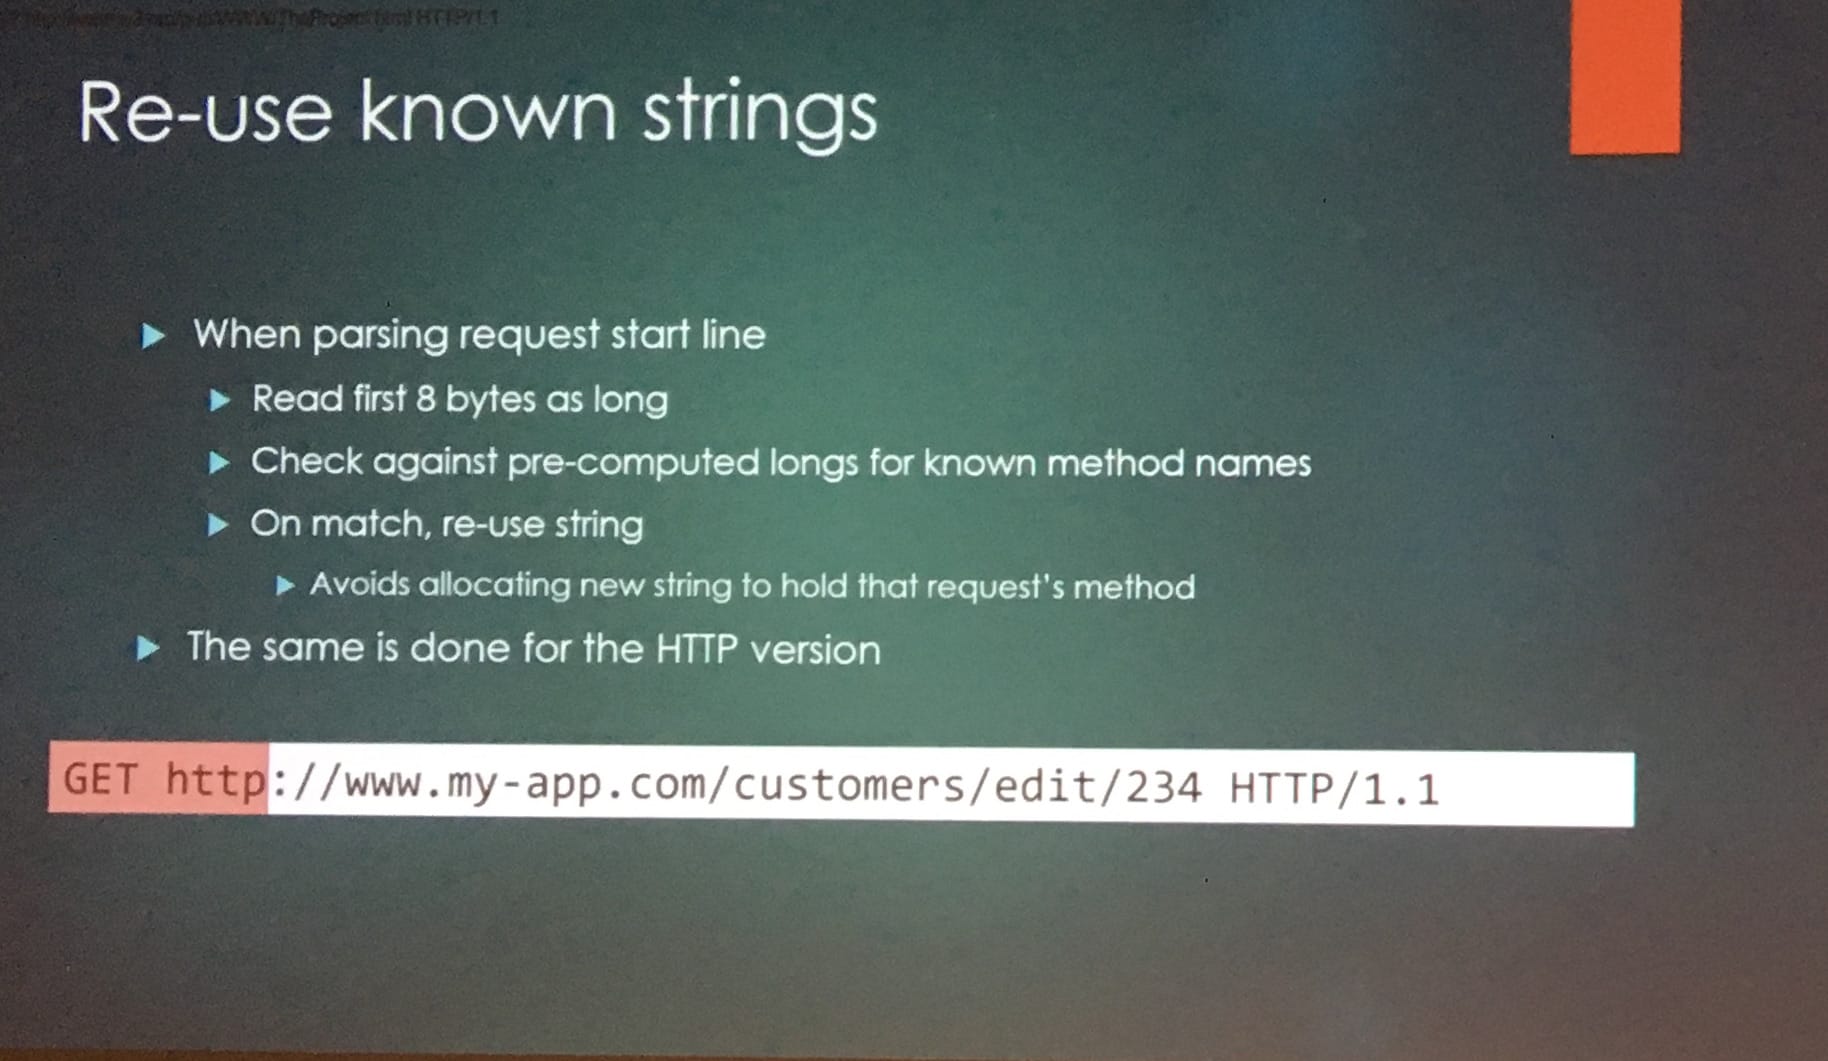 HTTP/1.1
Re-use known strings
When parsing request start line
Read first 8 bytes as long
Check against pre-computed longs for known method names
On match, re-use string
Avoids allocating new string to hold that request's method
The same is done for the HTTP version
GET http://www.my-app.com/customers/edit/234 HTTP/1.1